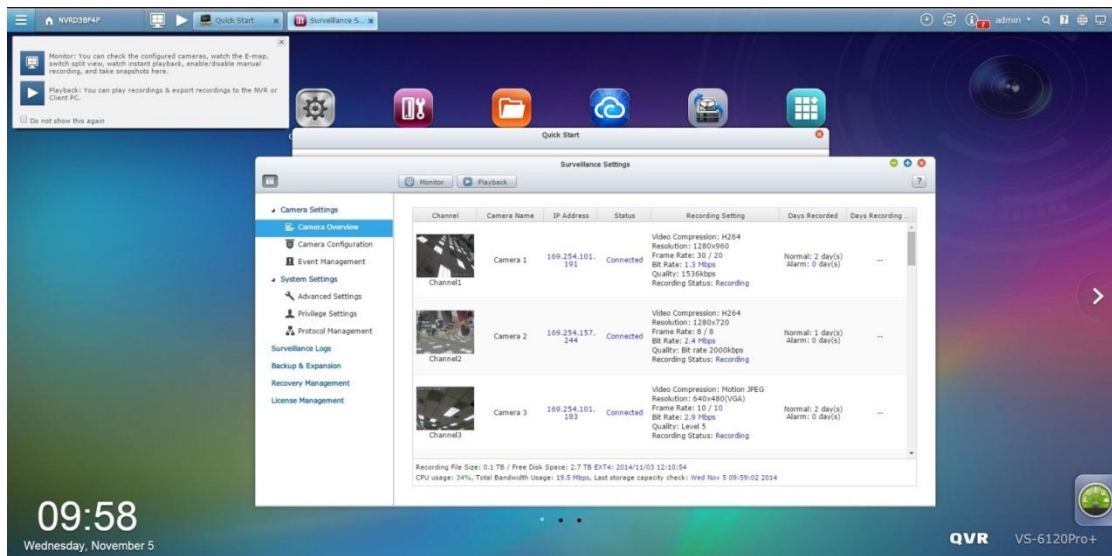 NVRD3BF4F
Quick Start
Surveillance S...
admin
Monitor: You can check the configured cameras, watch the E-map,
switch split view, watch instant playback, enable/disable manual
recording, and take snapshots here.
Playback: You can play recordings & export recordings to the NVR or
Client PC.
Do not show this again
Quick Start
Surveillance Settings
Monitor
Playback
Camera Settings
Camera Overview
Camera Configuration
Event Management
System Settings
Advanced Settings
Privilege Settings
Protocol Management
Surveillance Logs
Backup & Expansion
Recovery Management
License Management
Channel Camera Name IP Address Status Recording Setting Days Recorded Days Recording ...
Channel1
Camera 1
169.254.101.
191
Connected
Video Compression: H264
Resolution: 1280x960
Frame Rate: 30 / 20
Bit Rate: 1.3 Mbps
Quality: 1536kbps
Recording Status: Recording
Normal: 2 day(s)
Alarm: 0 day(s)
--
Channel2
Camera 2
169.254.157.
244
Connected
Video Compression: H264
Resolution: 1280x720
Frame Rate: 8 / 8
Bit Rate: 2.4 Mbps
Quality: Bit rate 2000kbps
Recording Status: Recording
Normal: 1 day(s)
Alarm: 0 day(s)
--
Channel3
Camera 3
169.254.101.
183
Connected
Video Compression: Motion JPEG
Resolution: 640x480(VGA)
Frame Rate: 10 / 10
Bit Rate: 2.9 Mbps
Quality: Level 5
Recording Status: Recording
Normal: 2 day(s)
Alarm: 0 day(s)
--
Recording File Size: 0.1 TB / Free Disk Space: 2.7 TB EXT4: 2014/11/03 12:10:54
CPU usage: 34%, Total Bandwidth Usage: 19.5 Mbps, Last storage capacity check: Wed Nov 5 09:59:02 2014
09:58
Wednesday, November 5
QVR VS-6120Pro+